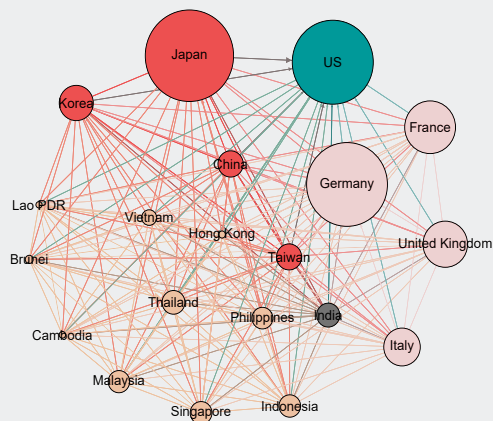 Japan
US
Korea
France
China
Germany
Lao PDR
Vietnam
Hong Kong
United Kingdom
Brunei
Taiwan
Thailand
Philippines
India
Cambodia
Italy
Malaysia
Singapore
Indonesia